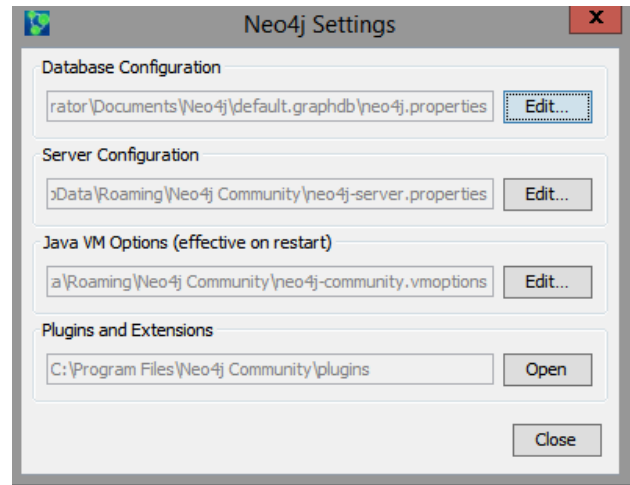 Neo4j Settings
x
Database Configuration
rator\Documents\Neo4j\default.graphdb\neo4j.properties
Edit...
Server Configuration
Data\Roaming\Neo4j Community\neo4j-server.properties
Edit...
Java VM Options (effective on restart)
a\Roaming\Neo4j Community\neo4j-community.vmoptions
Edit...
Plugins and Extensions
C:\Program Files\Neo4j Community\plugins
Open
Close